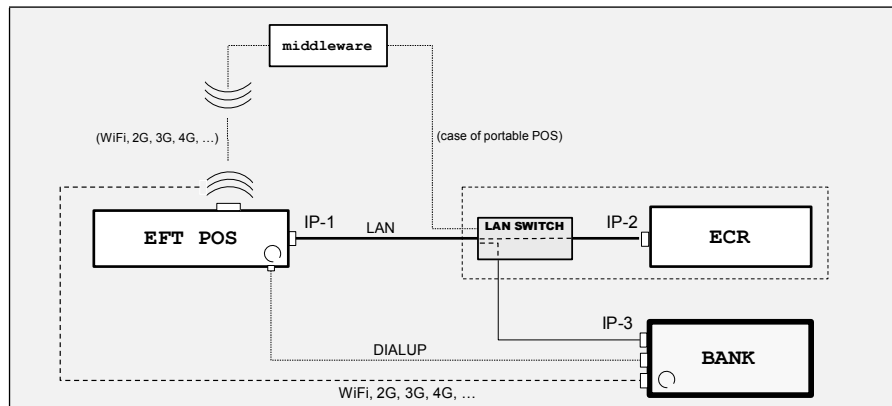 middleware
(WiFi, 2G, 3G, 4G, …)
(case of portable POS)
EFT POS
IP-1
LAN
LAN SWITCH
IP-2
ECR
IP-3
DIALUP
BANK
WiFi, 2G, 3G, 4G, …